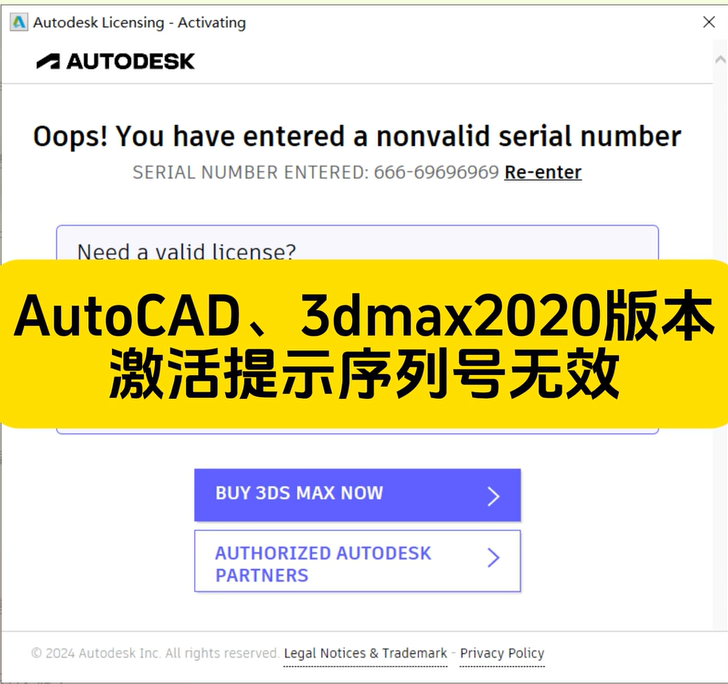 Autodesk Licensing - Activating
AUTODESK
Oops! You have entered a nonvalid serial number
SERIAL NUMBER ENTERED: 666-69696969 Re-enter
Need a valid license?
AutoCAD、3dmax2020版本
激活提示序列号无效
BUY 3DS MAX NOW
AUTHORIZED AUTODESK
PARTNERS
© 2024 Autodesk Inc. All rights reserved. Legal Notices & Trademark - Privacy Policy